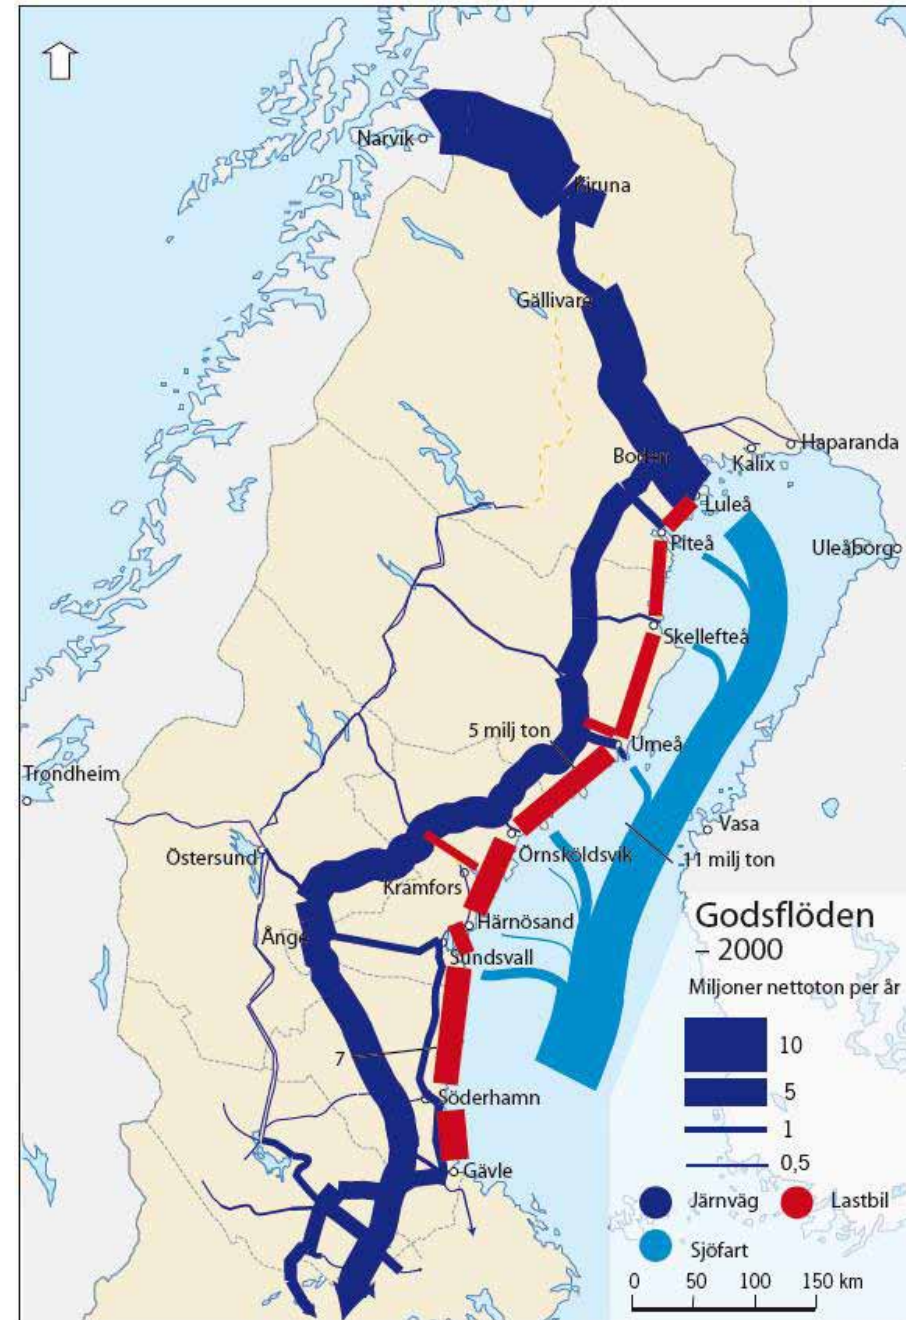 Narvik
Kiruna
Gällivare
Boden
Haparanda
Kalix
Luleå
Piteå
Uleåborg
Skellefteå
5 milj ton
Umeå
Trondheim
Vasa
Östersund
Örnsköldsvik
11 milj ton
Kramfors
Härnösand
Ånge
Sundsvall
7
Söderhamn
Gävle
Godsflöden
– 2000
Miljoner nettoton per år
10
5
1
0,5
Järnväg
Lastbil
Sjöfart
0 50 100 150 km